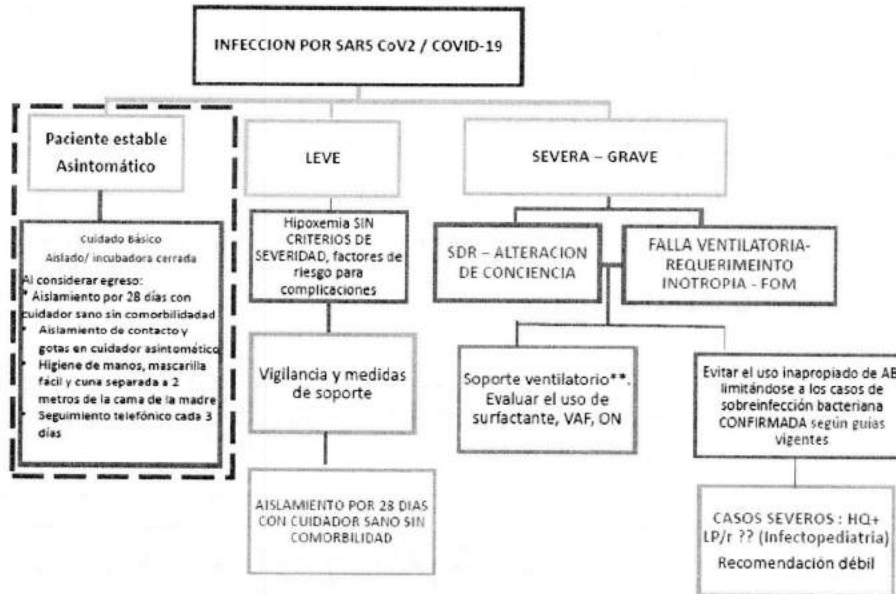 INFECCION POR SARS CoV2 / COVID-19
Paciente estable
Asintomático
Cuidado Básico
Aislado/ incubadora cerrada
Al considerar egreso:
* Aislamiento por 28 días con
cuidador sano sin comorbilidadad
• Aislamiento de contacto y
gotas en cuidador asintomático
• Higiene de manos, mascarilla
fácil y cuna separada a 2
metros de la cama de la madre
• Seguimiento telefónico cada 3
días
LEVE
Hipoxemia SIN
CRITERIOS DE
SEVERIDAD, factores de
riesgo para
complicaciones
Vigilancia y medidas
de soporte
AISLAMIENTO POR 28 DIAS
CON CUIDADOR SANO SIN
COMORBILIDAD
SEVERA – GRAVE
SDR – ALTERACION
DE CONCIENCIA
FALLA VENTILATORIA-
REQUERIMEINTO
INOTROPIA - FOM
Soporte ventilatorio**.
Evaluar el uso de
surfactante, VAF, ON
Evitar el uso inapropiado de AB
limitándose a los casos de
sobreinfección bacteriana
CONFIRMADA según guías
vigentes
CASOS SEVEROS : HQ+
LP/r ?? (Infectopediatria)
Recomendación débil